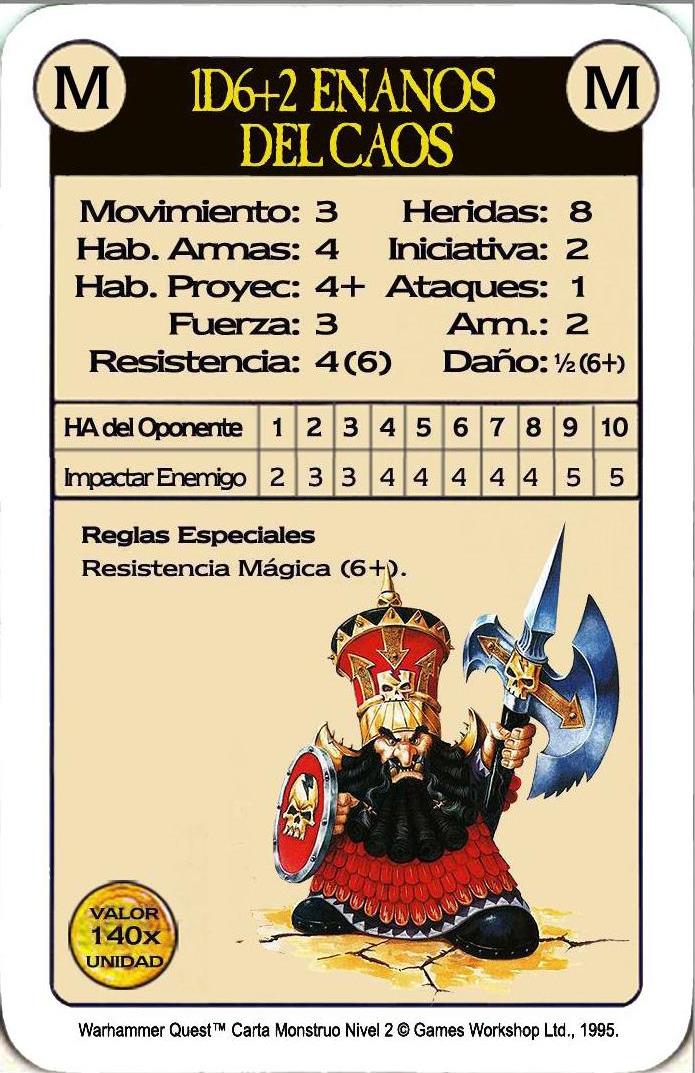 M
1D6+2 ENANOS
M
DEL CAOS
Movimiento: 3 Heridas: 8
Hab. Armas: 4 Iniciativa: 2
Hab. Proyec: 4+ Ataques: 1
Fuerza: 3 Arm.: 2
Resistencia: 4(6) Daño: ½(6+)
HA del Oponente 1 2 3 4 5 6 7 8 9 10
Impactar Enemigo 2 3 3 4 4 4 4 4 5 5
Reglas Especiales
Resistencia Mágica (6+).
VALOR
140x
UNIDAD
Warhammer Quest™ Carta Monstruo Nivel 2 © Games Workshop Ltd., 1995.